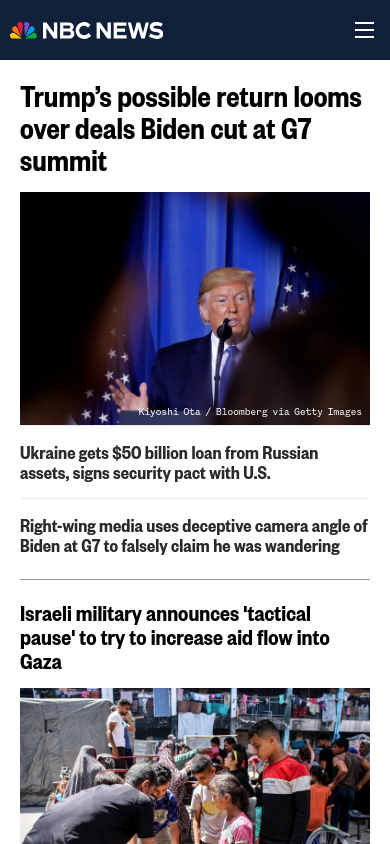 NBC NEWS
Trump’s possible return looms
over deals Biden cut at G7
summit
Kiyoshi Ota / Bloomberg via Getty Images
Ukraine gets $50 billion loan from Russian
assets, signs security pact with U.S.
Right-wing media uses deceptive camera angle of
Biden at G7 to falsely claim he was wandering
Israeli military announces 'tactical
pause' to try to increase aid flow into
Gaza